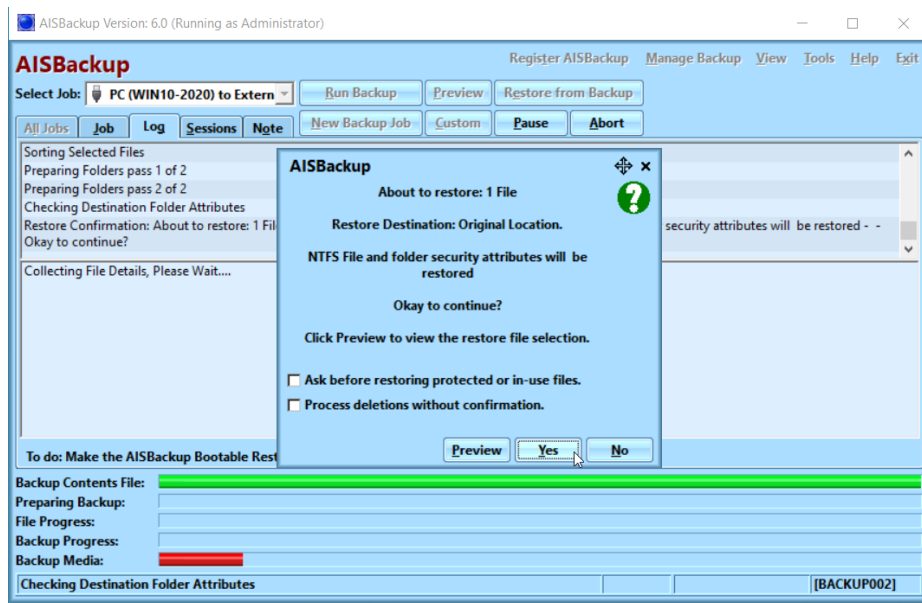 AISBackup Version: 6.0 (Running as Administrator)
AISBackup
Register AISBackup Manage Backup View Tools Help Exit
Select Job: PC (WIN10-2020) to Extern
Run Backup Preview Restore from Backup
New Backup Job Custom Pause Abort
All Jobs Job Log Sessions Note
Sorting Selected Files
Preparing Folders pass 1 of 2
Preparing Folders pass 2 of 2
Checking Destination Folder Attributes
Restore Confirmation: About to restore: 1 Fil security attributes will be restored - -
Okay to continue?
Collecting File Details, Please Wait....
AISBackup
About to restore: 1 File
Restore Destination: Original Location.
NTFS File and folder security attributes will be
restored
Okay to continue?
Click Preview to view the restore file selection.
Ask before restoring protected or in-use files.
Process deletions without confirmation.
Preview Yes No
To do: Make the AISBackup Bootable Rest
Backup Contents File:
Preparing Backup:
File Progress:
Backup Progress:
Backup Media:
Checking Destination Folder Attributes
[BACKUP002]